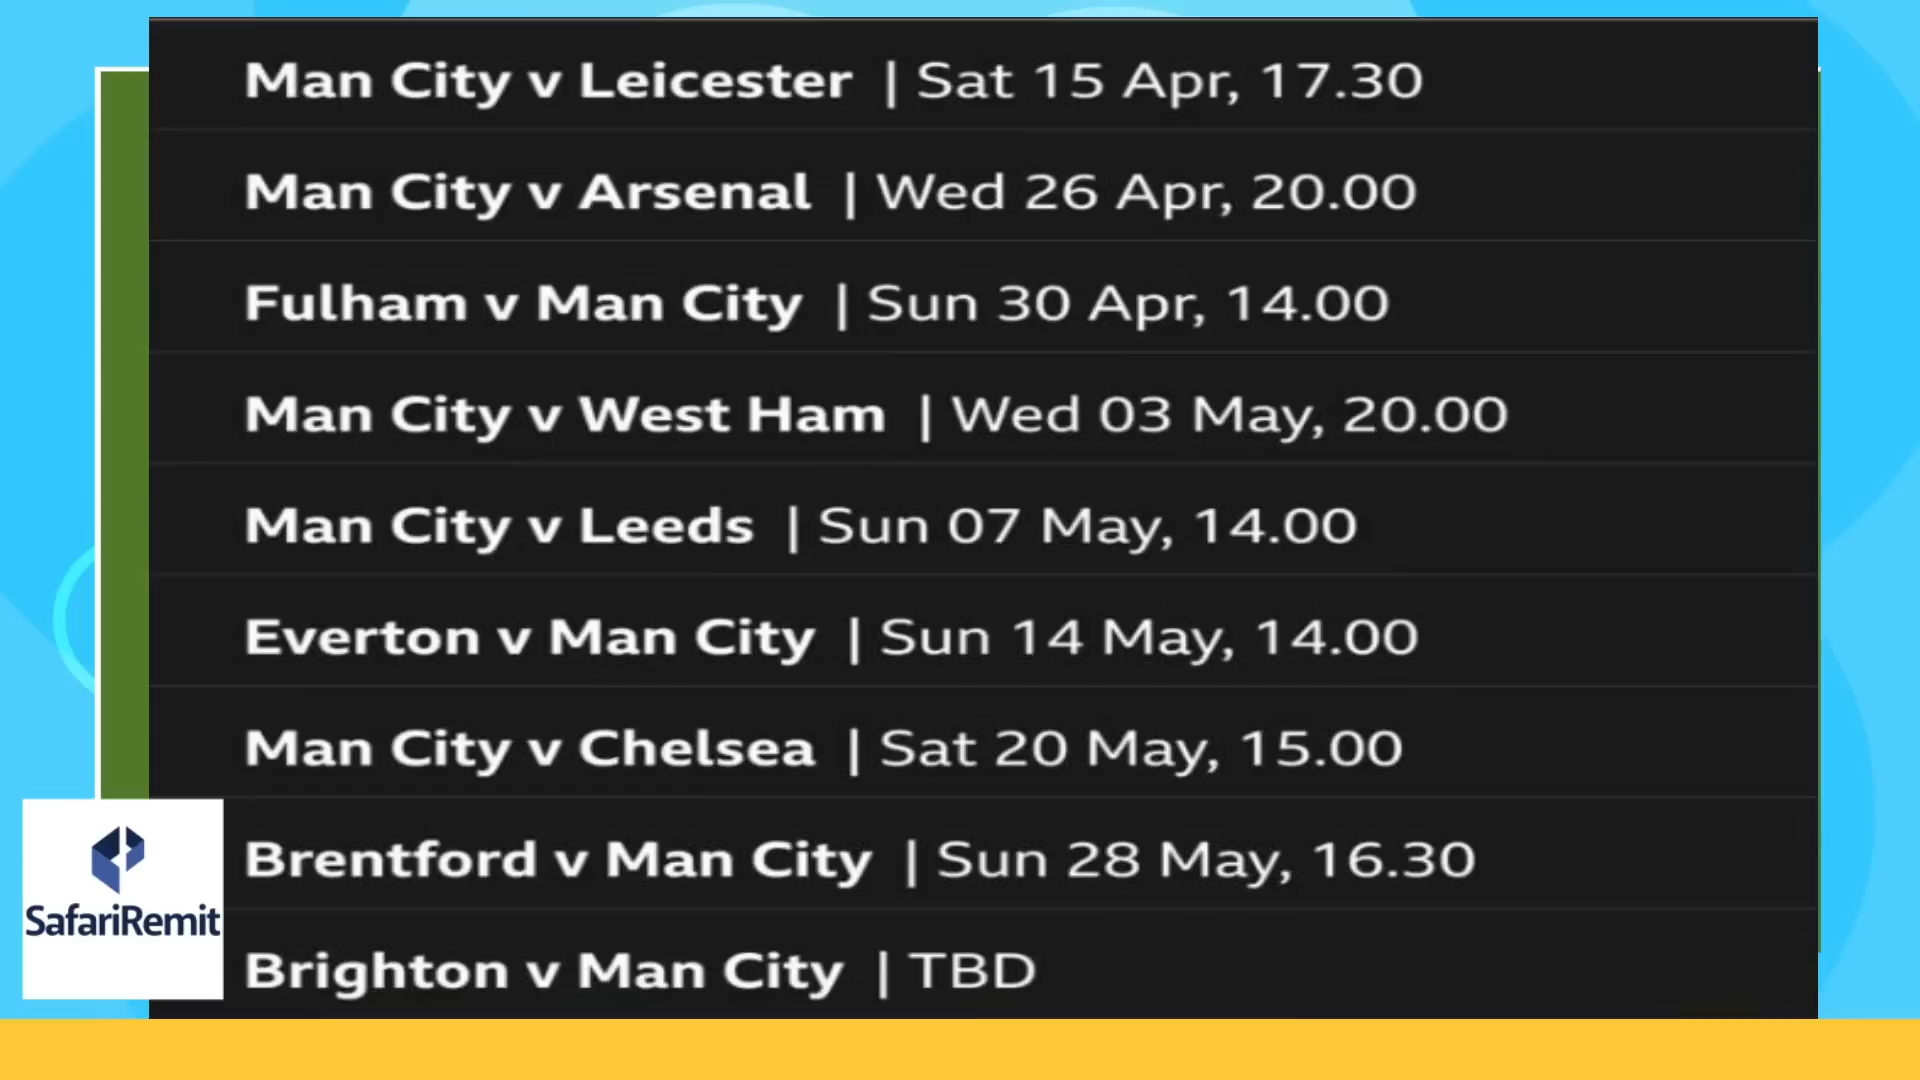 Man City v Leicester | Sat 15 Apr, 17.30
Man City v Arsenal | Wed 26 Apr, 20.00
Fulham v Man City | Sun 30 Apr, 14.00
Man City v West Ham | Wed 03 May, 20.00
Man City v Leeds | Sun 07 May, 14.00
Everton v Man City | Sun 14 May, 14.00
Man City v Chelsea | Sat 20 May, 15.00
Brentford v Man City | Sun 28 May, 16.30
SafariRemit
Brighton v Man City | TBD